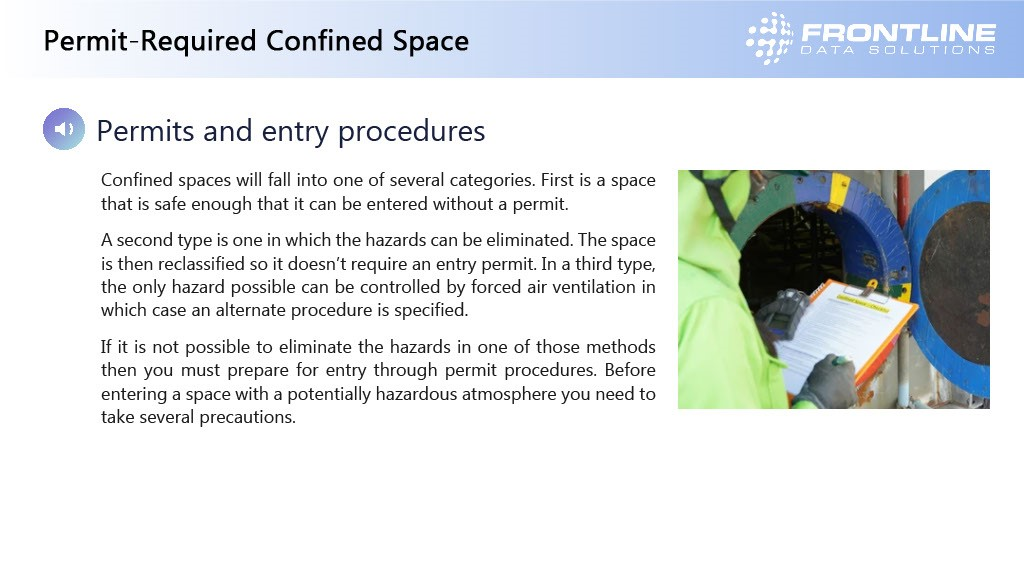 Permit-Required Confined Space
FRONTLINE
DATA SOLUTIONS
Permits and entry procedures
Confined spaces will fall into one of several categories. First is a space
that is safe enough that it can be entered without a permit.
A second type is one in which the hazards can be eliminated. The space
is then reclassified so it doesn’t require an entry permit. In a third type,
the only hazard possible can be controlled by forced air ventilation in
which case an alternate procedure is specified.
If it is not possible to eliminate the hazards in one of those methods
then you must prepare for entry through permit procedures. Before
entering a space with a potentially hazardous atmosphere you need to
take several precautions.